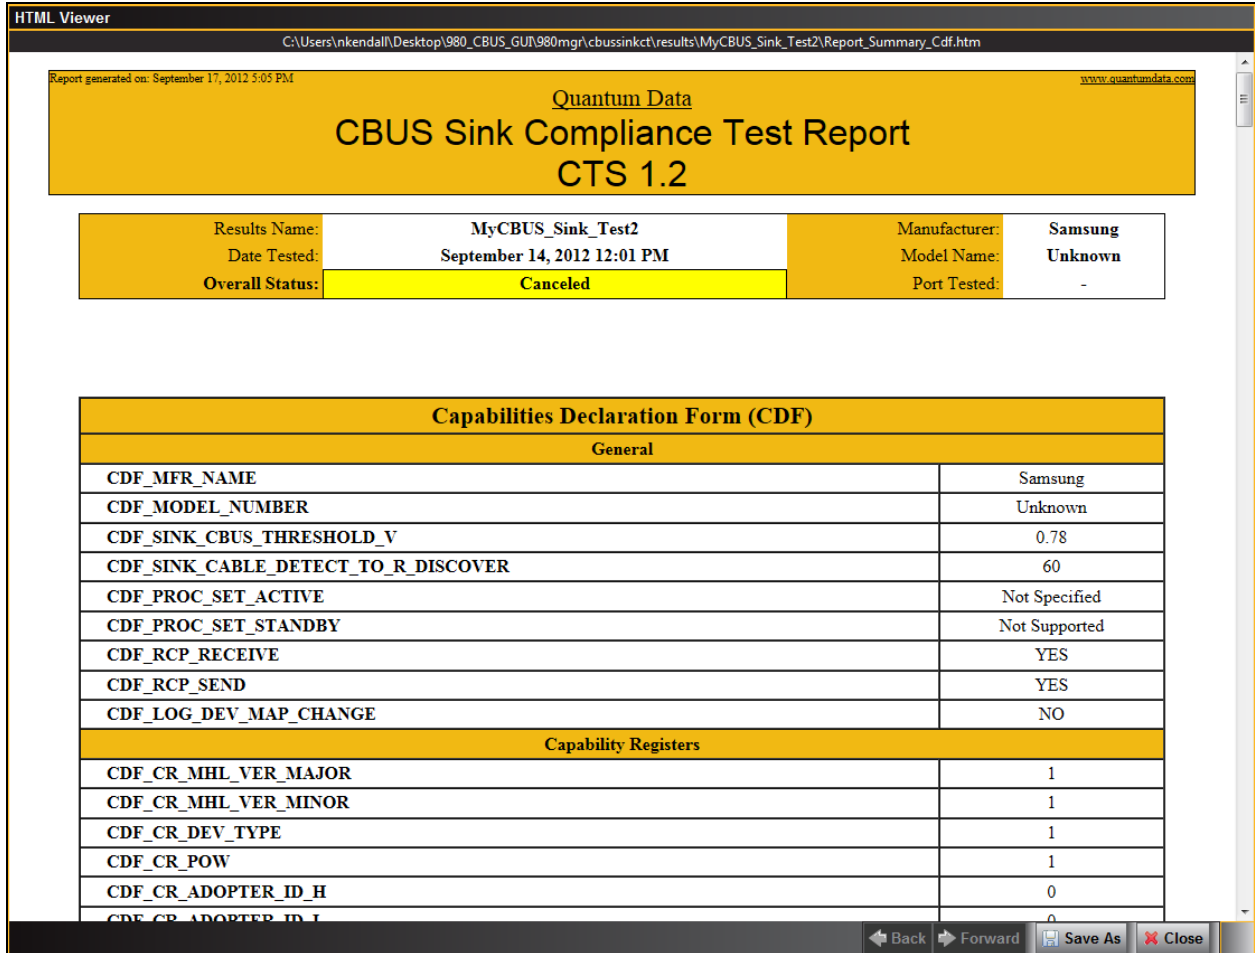 HTML Viewer
C:\Users\nkendall\Desktop\980_CBUS_GUI\980mgr\cbussinkct\results\MyCBUS_Sink_Test2\Report_Summary_Cdf.htm
Report generated on: September 17, 2012 5:05 PM www.quantumdata.com
Quantum Data
CBUS Sink Compliance Test Report
CTS 1.2
Results Name: MyCBUS_Sink_Test2 Manufacturer: Samsung
Date Tested: September 14, 2012 12:01 PM Model Name: Unknown
Overall Status: Canceled Port Tested: -
Capabilities Declaration Form (CDF)
General
CDF_MFR_NAME Samsung
CDF_MODEL_NUMBER Unknown
CDF_SINK_CBUS_THRESHOLD_V 0.78
CDF_SINK_CABLE_DETECT_TO_R_DISCOVER 60
CDF_PROC_SET_ACTIVE Not Specified
CDF_PROC_SET_STANDBY Not Supported
CDF_RCP_RECEIVE YES
CDF_RCP_SEND YES
CDF_LOG_DEV_MAP_CHANGE NO
Capability Registers
CDF_CR_MHL_VER_MAJOR 1
CDF_CR_MHL_VER_MINOR 1
CDF_CR_DEV_TYPE 1
CDF_CR_POW 1
CDF_CR_ADOPTER_ID_H 0
CDF_CR_ADOPTER_ID_L 0
Back Forward Save As Close